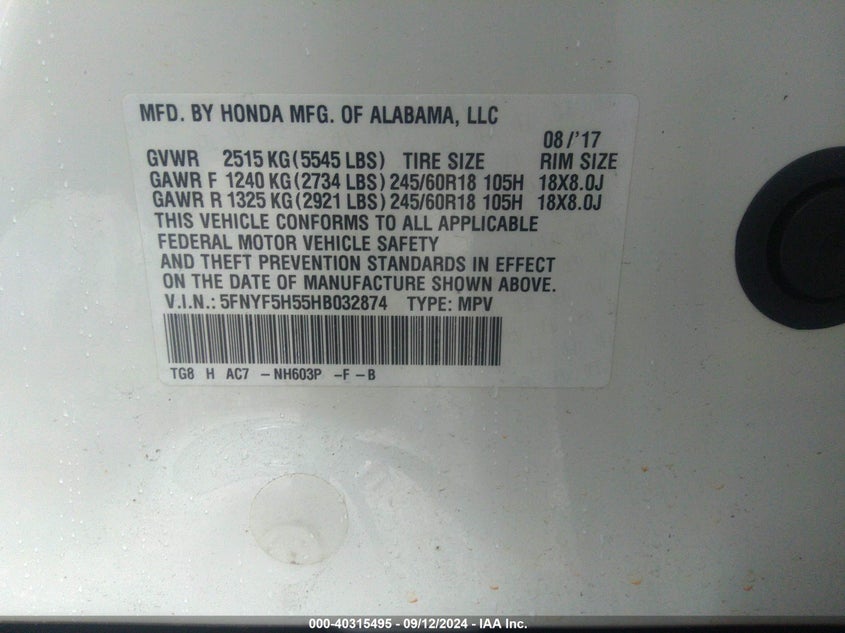 MFD. BY HONDA MFG. OF ALABAMA, LLC
08/'17
GVWR 2515 KG(5545 LBS) TIRE SIZE RIM SIZE
GAWR F 1240 KG(2734 LBS) 245/60R18 105H 18X8.0J
GAWR R 1325 KG(2921 LBS) 245/60R18 105H 18X8.0J
THIS VEHICLE CONFORMS TO ALL APPLICABLE
FEDERAL MOTOR VEHICLE SAFETY
AND THEFT PREVENTION STANDARDS IN EFFECT
ON THE DATE OF MANUFACTURE SHOWN ABOVE.
V.I.N.: 5FNYF5H55HB032874 TYPE: MPV
TG8 H AC7 -NH603P -F-B
000-40315495 - 09/12/2024 - IAA Inc.